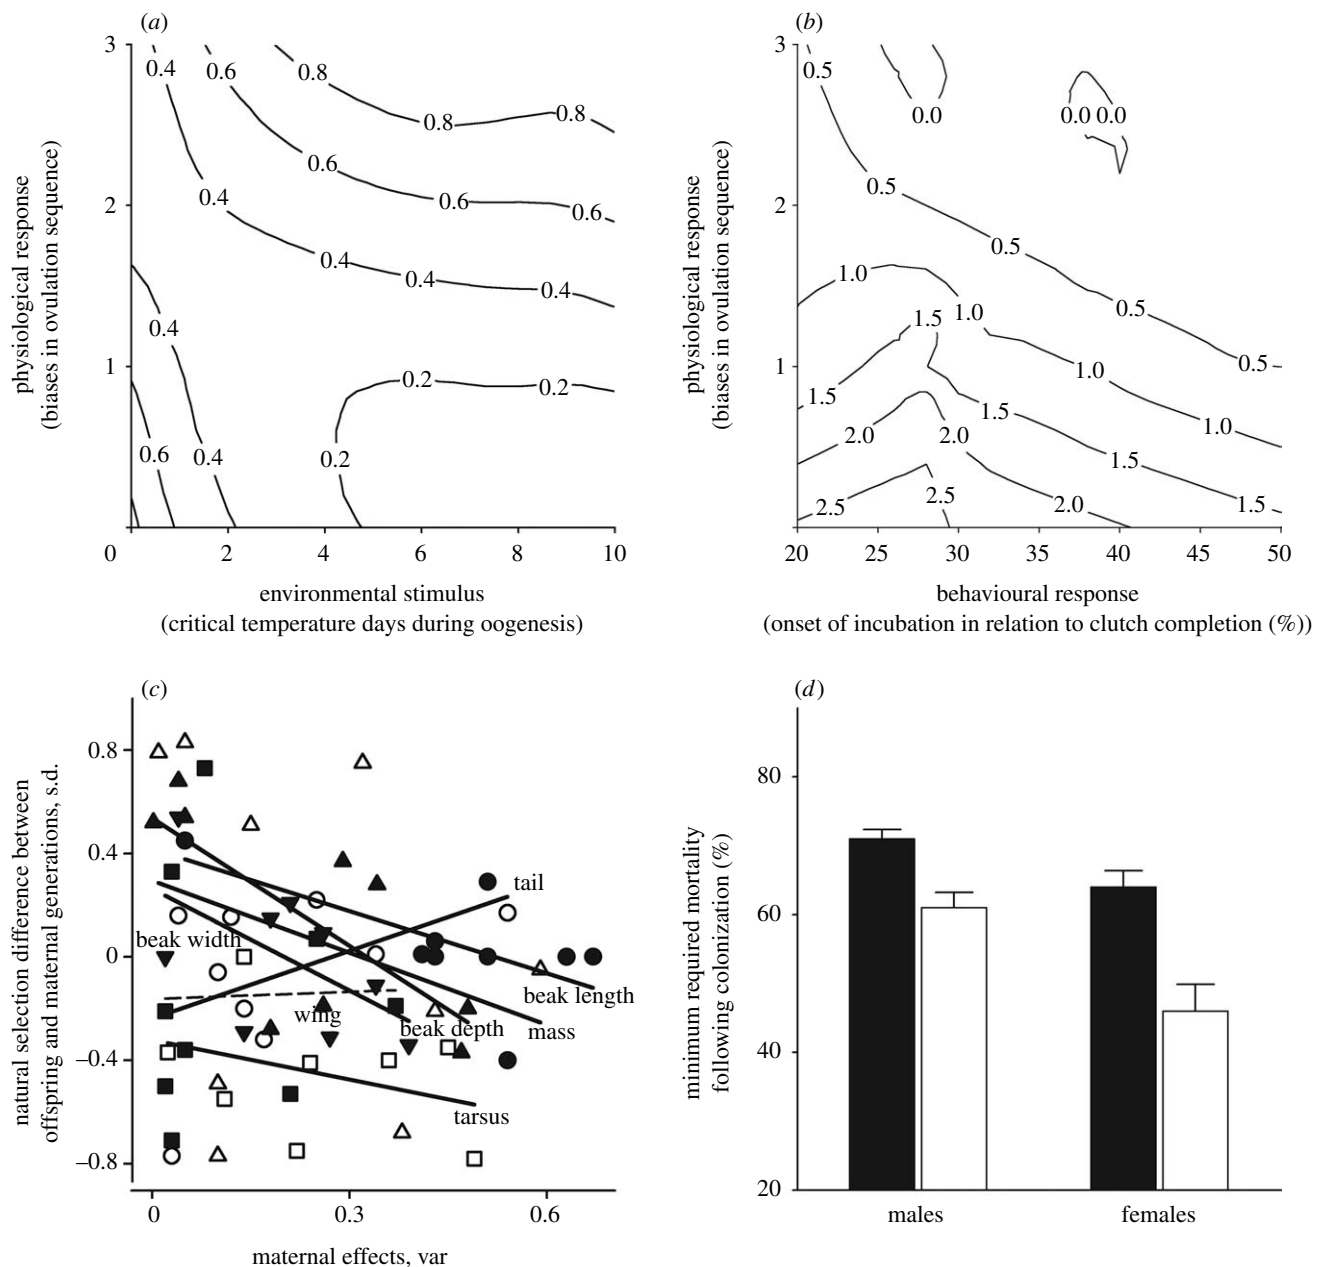 (a)
3
2
1
0
2
4
6
8
10
0.4
0.6
0.8
0.8
0.8
0.6
0.4
0.6
0.6
0.4
0.4
0.4
0.4
0.2
0.2
0.6
0.4
0.2
physiological response
(biases in ovulation sequence)
environmental stimulus
(critical temperature days during oogenesis)
(b)
3
2
1
20
25
30
35
40
45
50
0.5
0.0
0.0
0.0
0.5
0.5
1.0
1.5
1.0
0.5
0.5
1.0
1.5
1.5
2.0
2.0
1.0
1.5
2.5
2.5
2.0
1.5
physiological response
(biases in ovulation sequence)
behavioural response
(onset of incubation in relation to clutch completion (%))
(c)
0.8
0.4
0
–0.4
–0.8
0
0.3
0.6
tail
beak width
beak length
wing
beak depth
mass
tarsus
natural selection difference between
offspring and maternal generations, s.d.
maternal effects, var
(d)
80
60
40
20
minimum required mortality
following colonization (%)
males
females